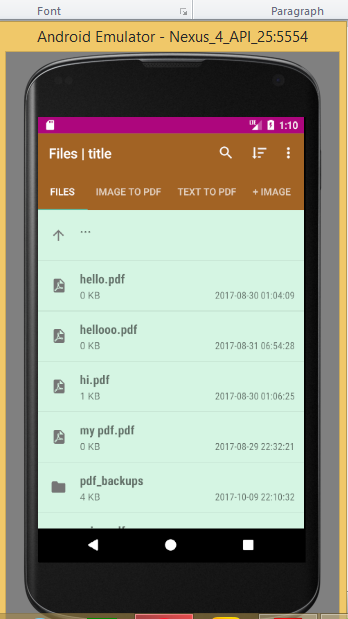 Font Paragraph
Android Emulator - Nexus_4_API_25:5554
LTE 1:10
Files | title
FILES IMAGE TO PDF TEXT TO PDF + IMAGE
...
hello.pdf
0 KB 2017-08-30 01:04:09
hellooo.pdf
0 KB 2017-08-31 06:54:28
hi.pdf
1 KB 2017-08-30 01:06:25
my pdf.pdf
0 KB 2017-08-29 22:32:21
pdf_backups
4 KB 2017-10-09 22:10:32